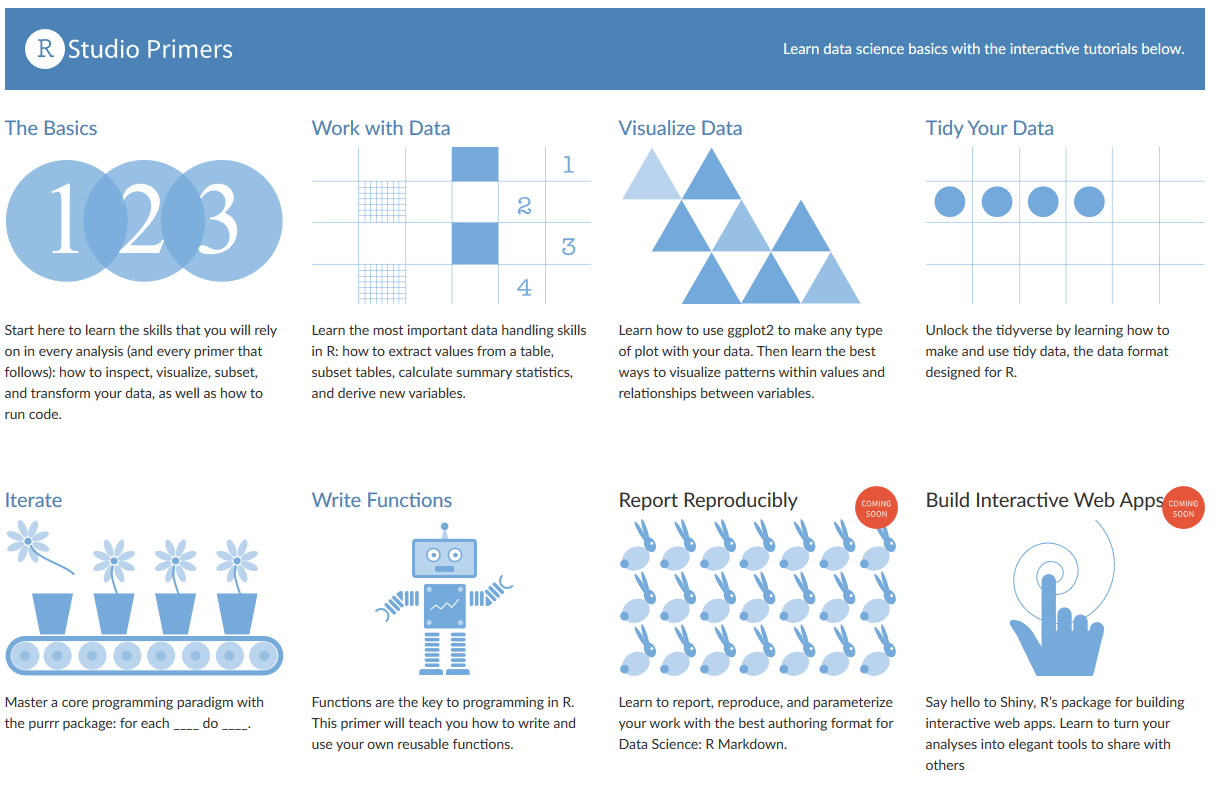 R Studio Primers
Learn data science basics with the interactive tutorials below.
The Basics
1 2 3
Start here to learn the skills that you will rely
on in every analysis (and every primer that
follows): how to inspect, visualize, subset,
and transform your data, as well as how to
run code.
Work with Data
1
2
3
4
Learn the most important data handling skills
in R: how to extract values from a table,
subset tables, calculate summary statistics,
and derive new variables.
Visualize Data
Learn how to use ggplot2 to make any type
of plot with your data. Then learn the best
ways to visualize patterns within values and
relationships between variables.
Tidy Your Data
Unlock the tidyverse by learning how to
make and use tidy data, the data format
designed for R.
Iterate
Master a core programming paradigm with
the purrr package: for each ____ do ____.
Write Functions
Functions are the key to programming in R.
This primer will teach you how to write and
use your own reusable functions.
Report Reproducibly
COMING
SOON
Learn to report, reproduce, and parameterize
your work with the best authoring format for
Data Science: R Markdown.
Build Interactive Web Apps
COMING
SOON
Say hello to Shiny, R's package for building
interactive web apps. Learn to turn your
analyses into elegant tools to share with
others